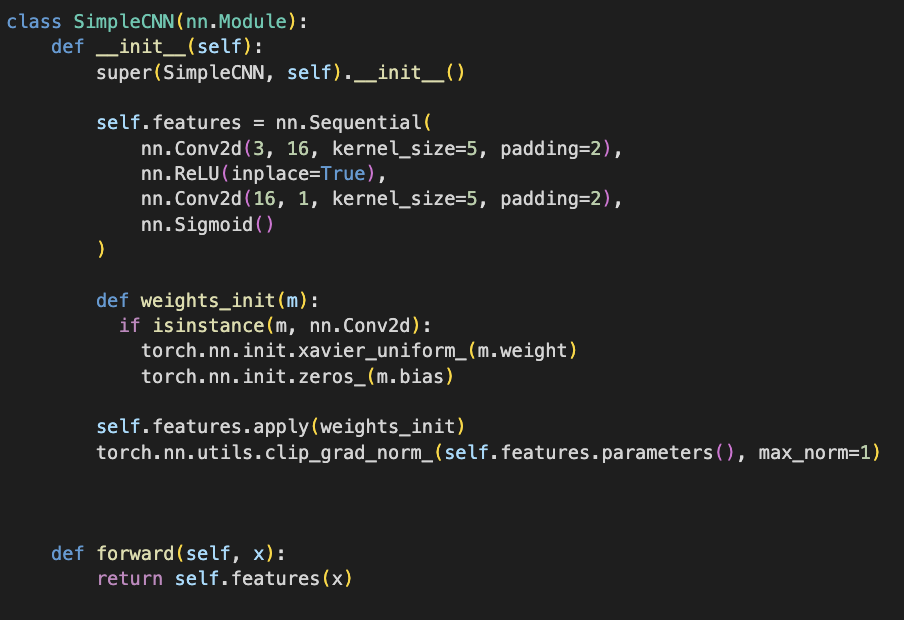 class SimpleCNN(nn.Module):
    def __init__(self):
        super(SimpleCNN, self).__init__()

        self.features = nn.Sequential(
            nn.Conv2d(3, 16, kernel_size=5, padding=2),
            nn.ReLU(inplace=True),
            nn.Conv2d(16, 1, kernel_size=5, padding=2),
            nn.Sigmoid()
        )

        def weights_init(m):
          if isinstance(m, nn.Conv2d):
            torch.nn.init.xavier_uniform_(m.weight)
            torch.nn.init.zeros_(m.bias)

        self.features.apply(weights_init)
        torch.nn.utils.clip_grad_norm_(self.features.parameters(), max_norm=1)

    def forward(self, x):
        return self.features(x)